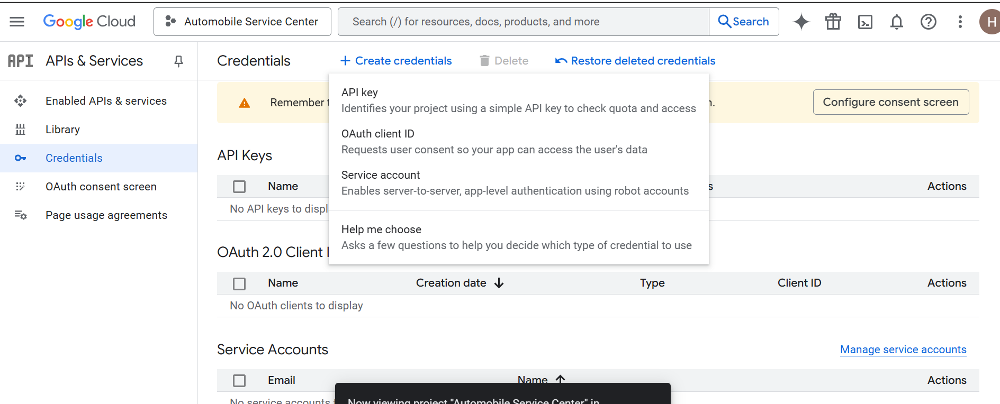 Google Cloud
Automobile Service Center
Search (/) for resources, docs, products, and more
Search
H
API
APIs & Services
Credentials
Create credentials
Delete
Restore deleted credentials
Enabled APIs & services
Library
Credentials
OAuth consent screen
Page usage agreements
Remember
Configure consent screen
API key
Identifies your project using a simple API key to check quota and access
OAuth client ID
Requests user consent so your app can access the user's data
Service account
Enables server-to-server, app-level authentication using robot accounts
Help me choose
Asks a few questions to help you decide which type of credential to use
API Keys
Name
Actions
No API keys to displ
OAuth 2.0 Client
Name
Creation date
Type
Client ID
Actions
No OAuth clients to display
Service Accounts
Manage service accounts
Email
Name
Actions
No service accounts
Now viewing project "Automobile Service Center" in